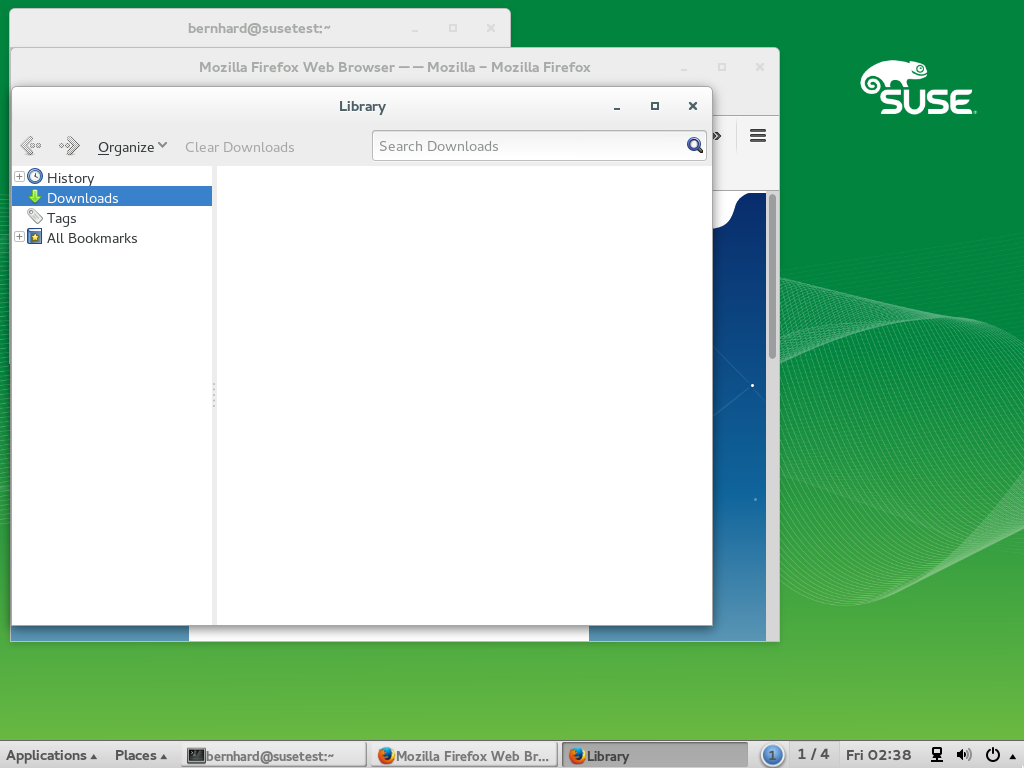 bernhard@susetest:~
Mozilla Firefox Web Browser — — Mozilla – Mozilla Firefox
Library
Organize
Clear Downloads
Search Downloads
History
Downloads
Tags
All Bookmarks
SUSE
Applications
Places
bernhard@susetest:~
Mozilla Firefox Web Br...
Library
1
1 / 4
Fri 02:38